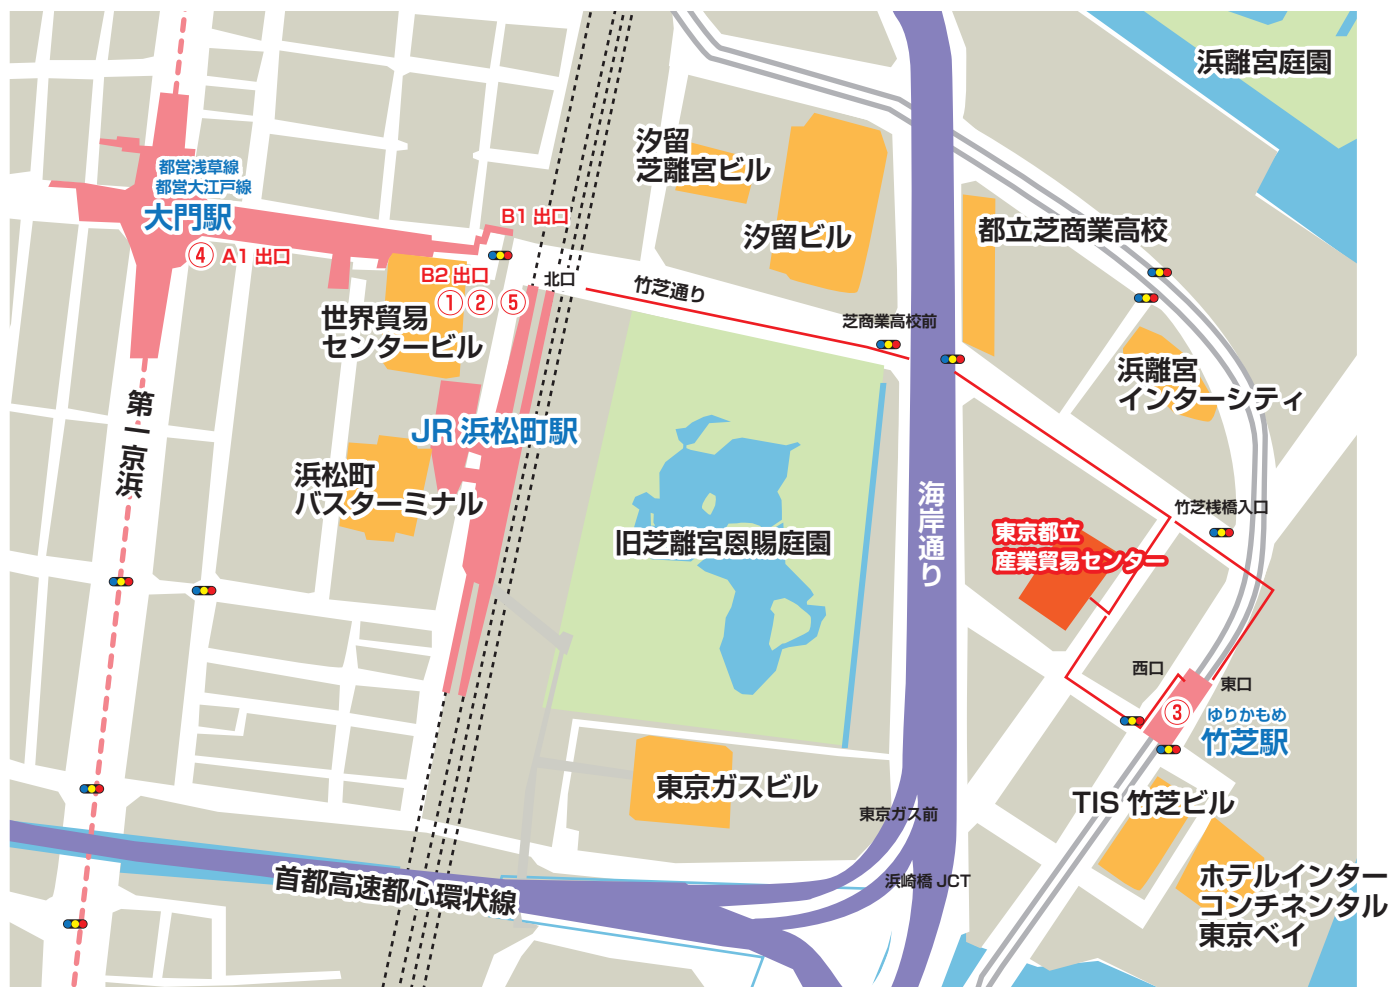 浜離宮庭園
汐留
芝離宮ビル
都営浅草線
都営大江戸線
大門駅
B1 出口
汐留ビル
都立芝商業高校
④ A1 出口
B2 出口
① ② ⑤
北口
竹芝通り
世界貿易
センタービル
芝商業高校前
浜離宮
インターシティ
第一京浜
JR 浜松町駅
浜松町
バスターミナル
海岸通り
竹芝桟橋入口
東京都立
産業貿易センター
旧芝離宮恩賜庭園
西口
東口
③
ゆりかもめ
竹芝駅
東京ガスビル
TIS 竹芝ビル
東京ガス前
首都高速都心環状線
浜崎橋 JCT
ホテルインター
コンチネンタル
東京ベイ